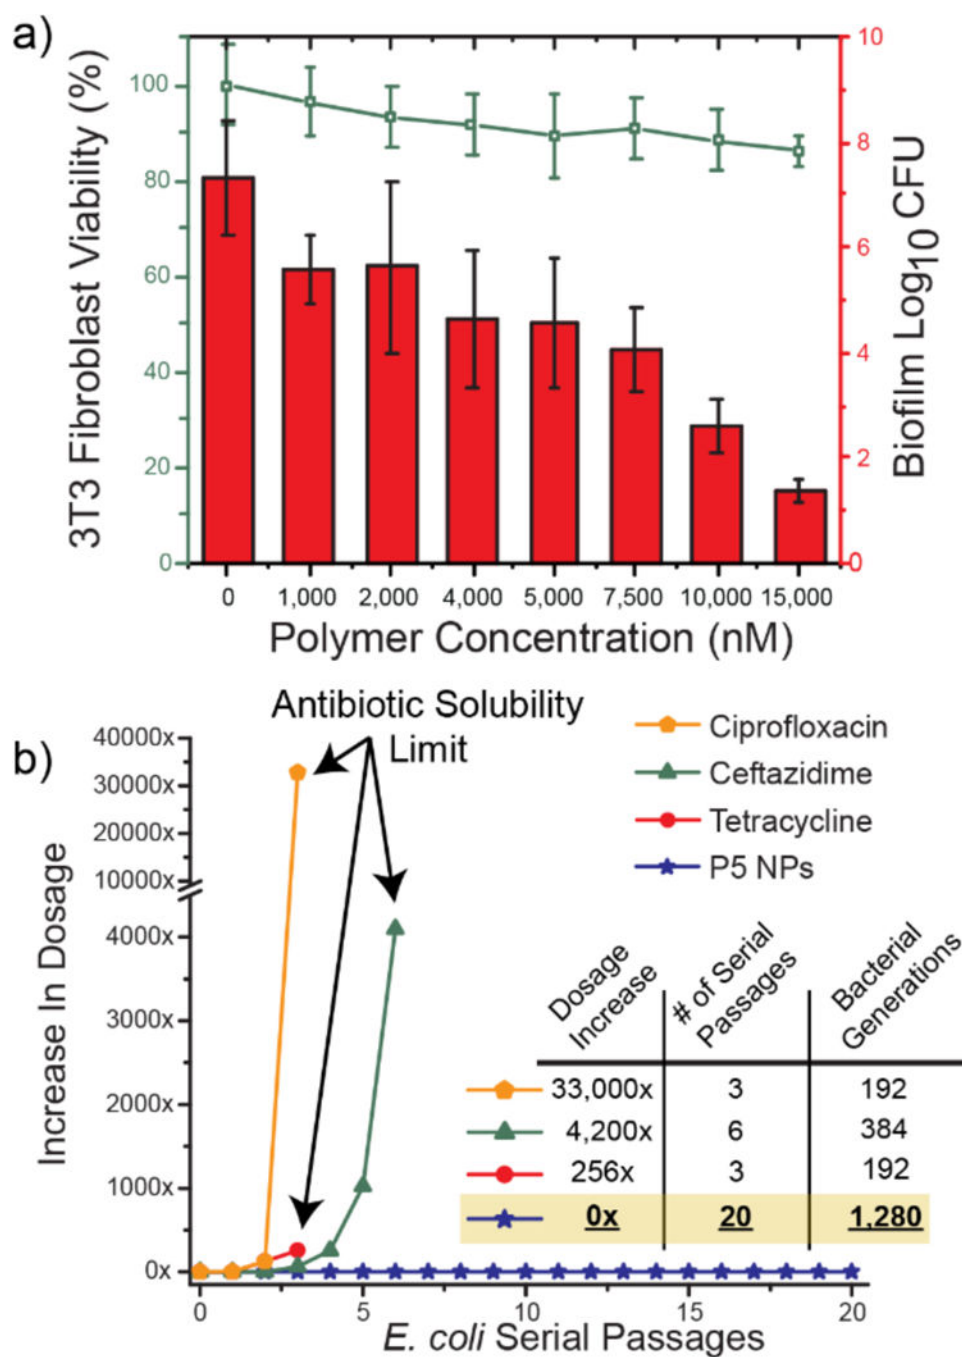 a)
3T3 Fibroblast Viability (%)
100
80
60
40
20
0
10
8
6
4
2
0
Biofilm Log10 CFU
0 1,000 2,000 4,000 5,000 7,500 10,000 15,000
Polymer Concentration (nM)
b)
Antibiotic Solubility
Limit
Ciprofloxacin
Ceftazidime
Tetracycline
P5 NPs
Increase In Dosage
40000x
30000x
20000x
10000x
4000x
3000x
2000x
1000x
0x
Dosage
Increase
# of Serial
Passages
Bacterial
Generations
33,000x 3 192
4,200x 6 384
256x 3 192
0x 20 1,280
0 5 10 15 20
E. coli Serial Passages